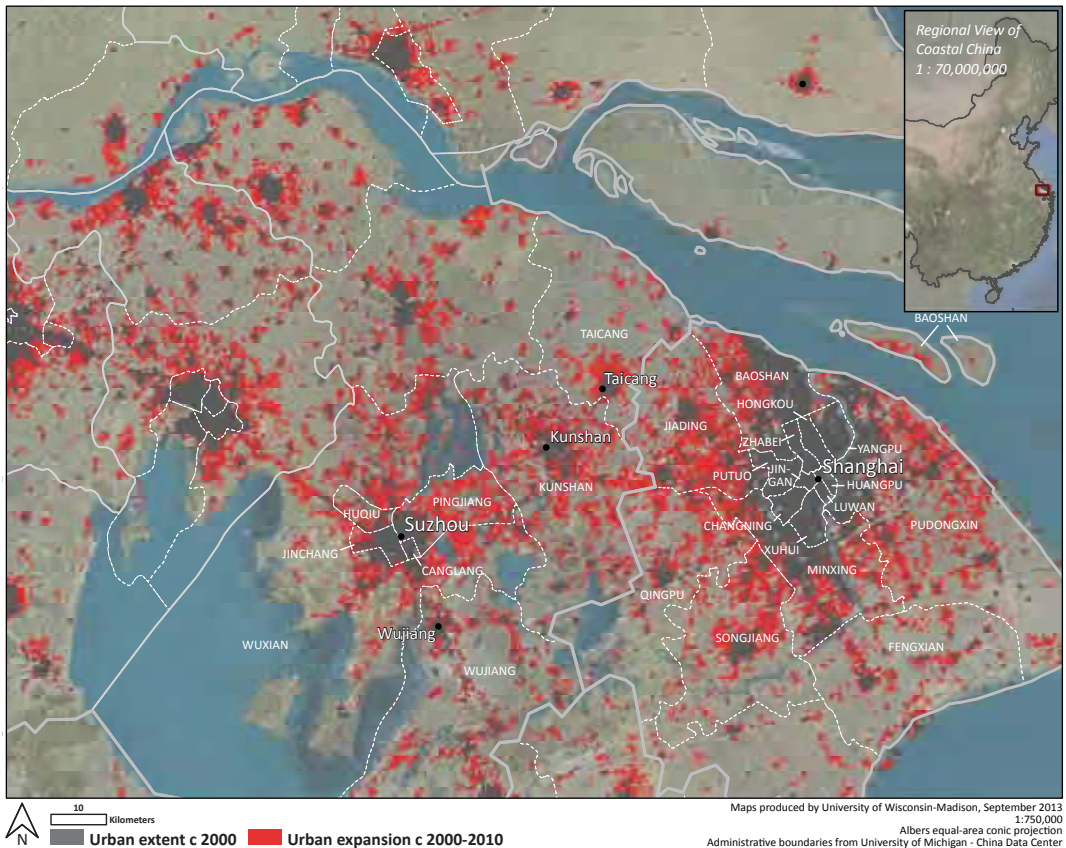 Regional View of
Coastal China
1 : 70,000,000
BAOSHAN
TAICANG
Taicang
BAOSHAN
HONGKOU
JIADING
ZHABEI
YANGPU
Kunshan
Shanghai
PUTUO
JIN-
GAN
HUANGPU
KUNSHAN
LUWAN
PINGJIANG
HUQIU
Suzhou
CHANGNING
PUDONGXIN
JINCHANG
XUHUI
CANGLANG
MINXING
QINGPU
Wujiang
SONGJIANG
WUXIAN
FENGXIAN
WUJIANG
N
10
Kilometers
Urban extent c 2000
Urban expansion c 2000-2010
Maps produced by University of Wisconsin-Madison, September 2013
1:750,000
Albers equal-area conic projection
Administrative boundaries from University of Michigan - China Data Center